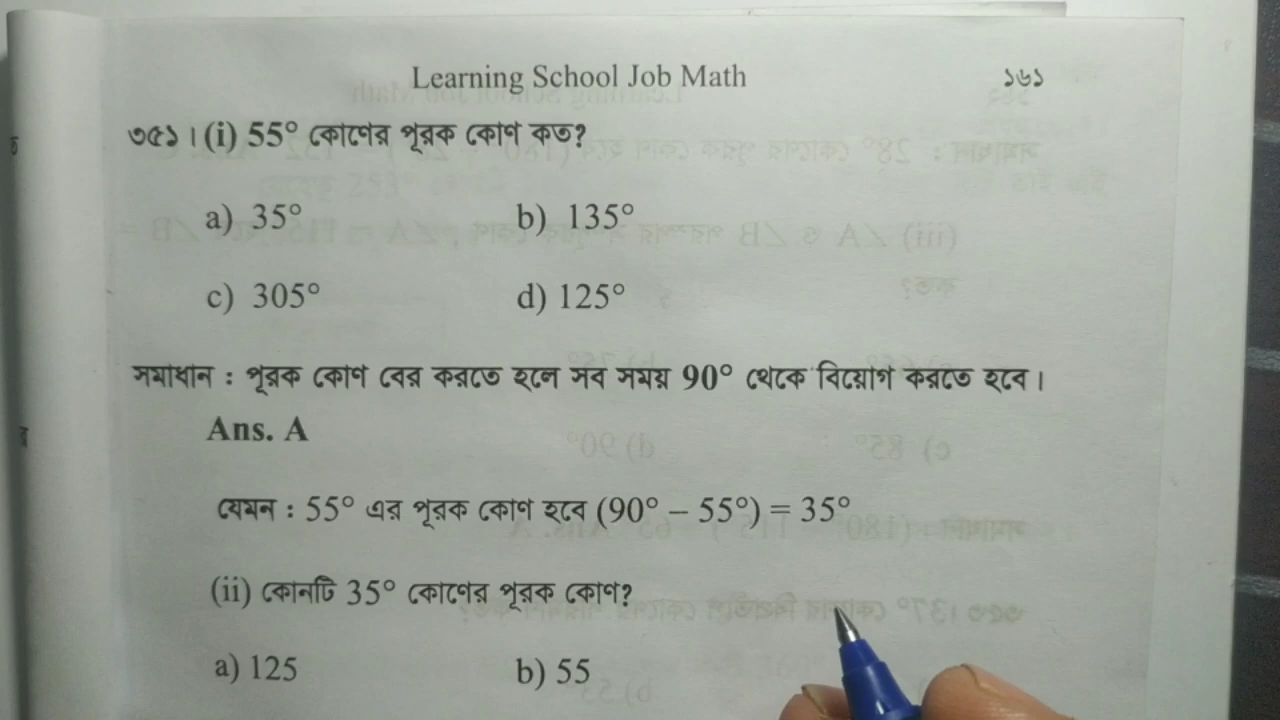 Learning School Job Math ১৬১
৩৫১। (i) 55° কোণের পূরক কোণ কত?
a) 35° b) 135°
c) 305° d) 125°
সমাধান : পূরক কোণ বের করতে হলে সব সময় 90° থেকে বিয়োগ করতে হবে।
Ans. A
যেমন : 55° এর পূরক কোণ হবে (90° – 55°) = 35°
(ii) কোনটি 35° কোণের পূরক কোণ?
a) 125 b) 55